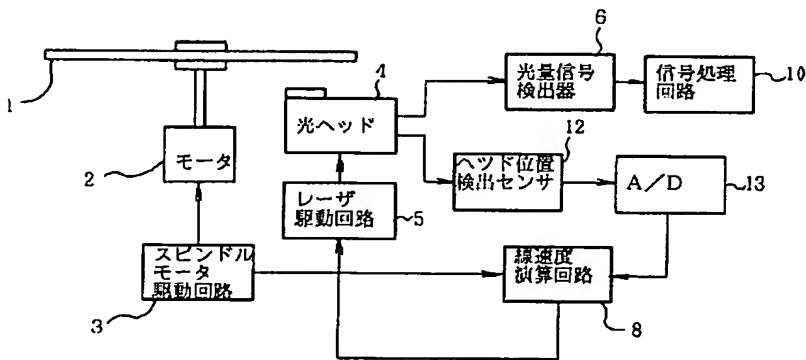 6
光量信号
検出器
信号処理
回路
10
1
4
光ヘッド
12
ヘツド位置
検出センサ
A/D
13
モータ
2
レーザ
駆動回路
5
スピンドル
モータ
駆動回路
3
線速度
演算回路
8